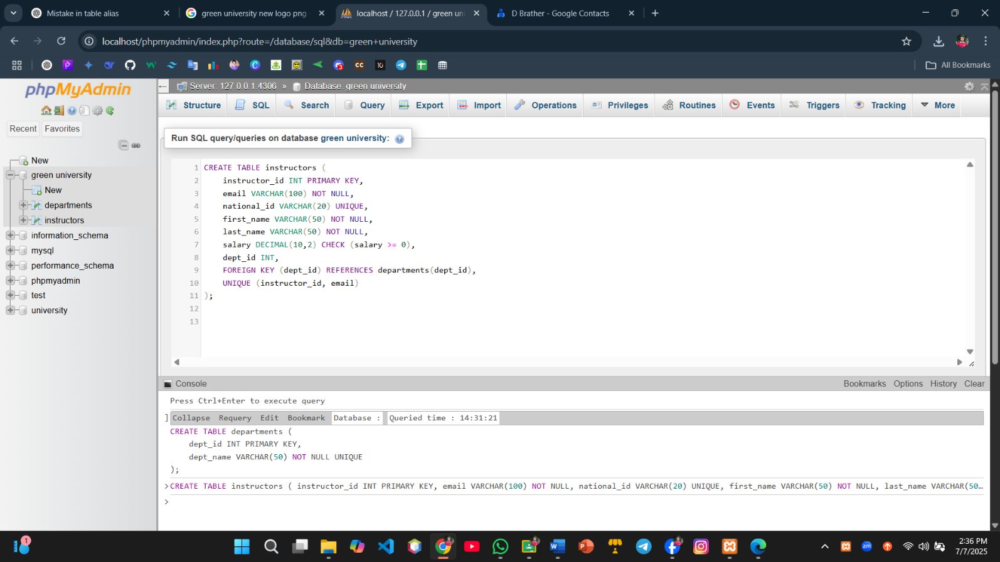 Mistake in table alias
green university new logo png
localhost / 127.0.0.1 / green uni
D Brather - Google Contacts
localhost/phpmyadmin/index.php?route=/database/sql&db=green+university
CC
10
3
All Bookmarks
phpMyAdmin
Server: 127.0.0.1:4306 » Database: green university
Structure SQL Search Query Export Import Operations Privileges Routines Events Triggers Tracking More
Recent Favorites
New
green university
New
departments
instructors
information_schema
mysql
performance_schema
phpmyadmin
test
university
Run SQL query/queries on database green university:
1 CREATE TABLE instructors (
2 instructor_id INT PRIMARY KEY,
3 email VARCHAR(100) NOT NULL,
4 national_id VARCHAR(20) UNIQUE,
5 first_name VARCHAR(50) NOT NULL,
6 last_name VARCHAR(50) NOT NULL,
7 salary DECIMAL(10,2) CHECK (salary >= 0),
8 dept_id INT,
9 FOREIGN KEY (dept_id) REFERENCES departments(dept_id),
10 UNIQUE (instructor_id, email)
11 );
12
13
Console
Bookmarks Options History Clear
Press Ctrl+Enter to execute query
]Collapse Requery Edit Bookmark Database : Queried time : 14:31:21
CREATE TABLE departments (
dept_id INT PRIMARY KEY,
dept_name VARCHAR(50) NOT NULL UNIQUE
);
>CREATE TABLE instructors ( instructor_id INT PRIMARY KEY, email VARCHAR(100) NOT NULL, national_id VARCHAR(20) UNIQUE, first_name VARCHAR(50) NOT NULL, last_name VARCHAR(50…
>
1
zm
2:36 PM
7/7/2025